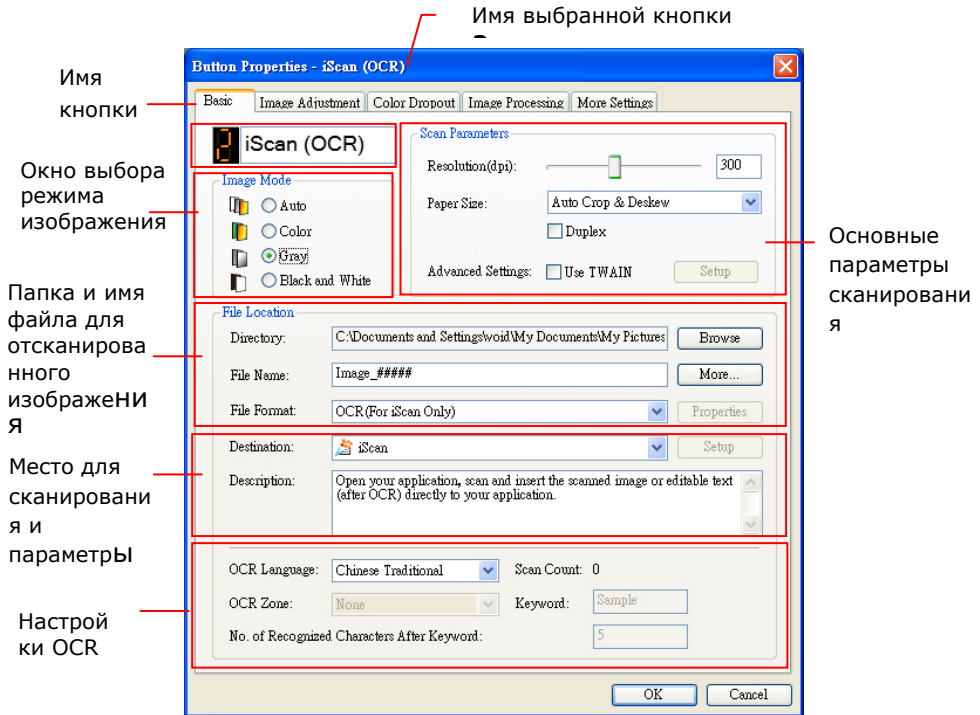 Имя выбранной кнопки
Button Properties - iScan (OCR)
Имя
кнопки
Basic
Image Adjustment
Color Dropout
Image Processing
More Settings
2 iScan (OCR)
Окно выбора
режима
изображения
Image Mode
Auto
Color
Gray
Black and White
Scan Parameters
Resolution(dpi): 300
Paper Size: Auto Crop & Deskew
Duplex
Advanced Settings: Use TWAIN Setup
Основные
параметры
сканировани
я
Папка и имя
файла для
отсканирова
нного
изображени
я
File Location
Directory: C:\Documents and Settings\void\My Documents\My Pictures Browse
File Name: Image_##### More...
File Format: OCR(For iScan Only) Properties
Место для
сканировани
я и
параметры
Destination: iScan Setup
Description: Open your application, scan and insert the scanned image or editable text
(after OCR) directly to your application.
Настрой
ки OCR
OCR Language: Chinese Traditional Scan Count: 0
OCR Zone: None Keyword: Sample
No. of Recognized Characters After Keyword: 5
OK Cancel